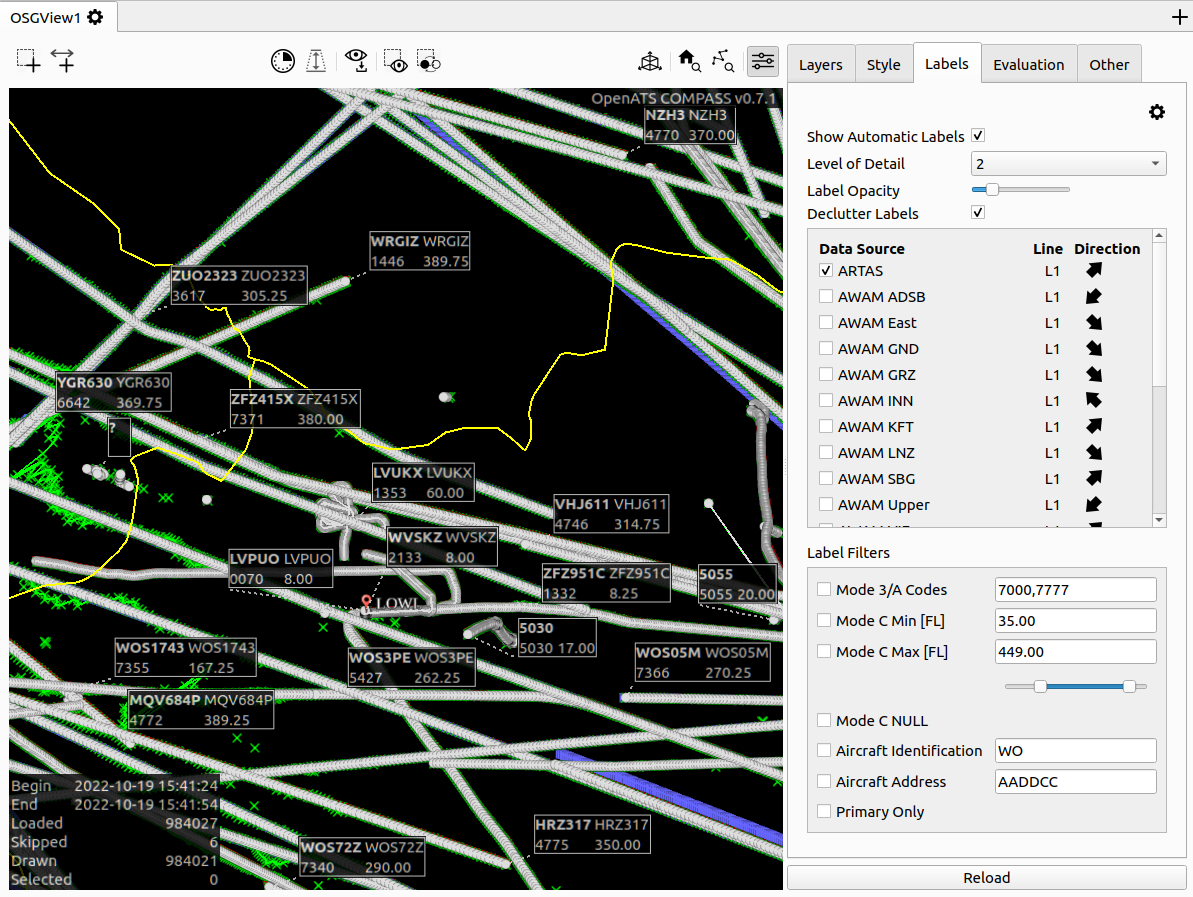 OSGView1
Layers
Style
Labels
Evaluation
Other
OpenATS COMPASS v0.7.1
NZH3 NZH3
4770 370.00
WRGIZ WRGIZ
1446 389.75
ZUO2323 ZUO2323
3617 305.25
YGR630 YGR630
6642 369.75
ZFZ415X ZFZ415X
7371 380.00
?
LVUKX LVUKX
1353 60.00
VHJ611 VHJ611
4746 314.75
WVSKZ WVSKZ
2133 8.00
LVPUO LVPUO
0070 8.00
ZFZ951C ZFZ951C
1332 8.25
5055
5055 20.00
LOWI
5030
5030 17.00
WOS1743 WOS1743
7355 167.25
WOS3PE WOS3PE
5427 262.25
WOS05M WOS05M
7366 270.25
MQV684P MQV684P
4772 389.25
HRZ317 HRZ317
4775 350.00
WOS72Z WOS72Z
7340 290.00
Begin 2022-10-19 15:41:24
End 2022-10-19 15:41:54
Loaded 984027
Skipped 6
Drawn 984021
Selected 0
Show Automatic Labels
Level of Detail 2
Label Opacity
Declutter Labels
Data Source Line Direction
ARTAS L1
AWAM ADSB L1
AWAM East L1
AWAM GND L1
AWAM GRZ L1
AWAM INN L1
AWAM KFT L1
AWAM LNZ L1
AWAM SBG L1
AWAM Upper L1
Label Filters
Mode 3/A Codes 7000,7777
Mode C Min [FL] 35.00
Mode C Max [FL] 449.00
Mode C NULL
Aircraft Identification WO
Aircraft Address AADDCC
Primary Only
Reload